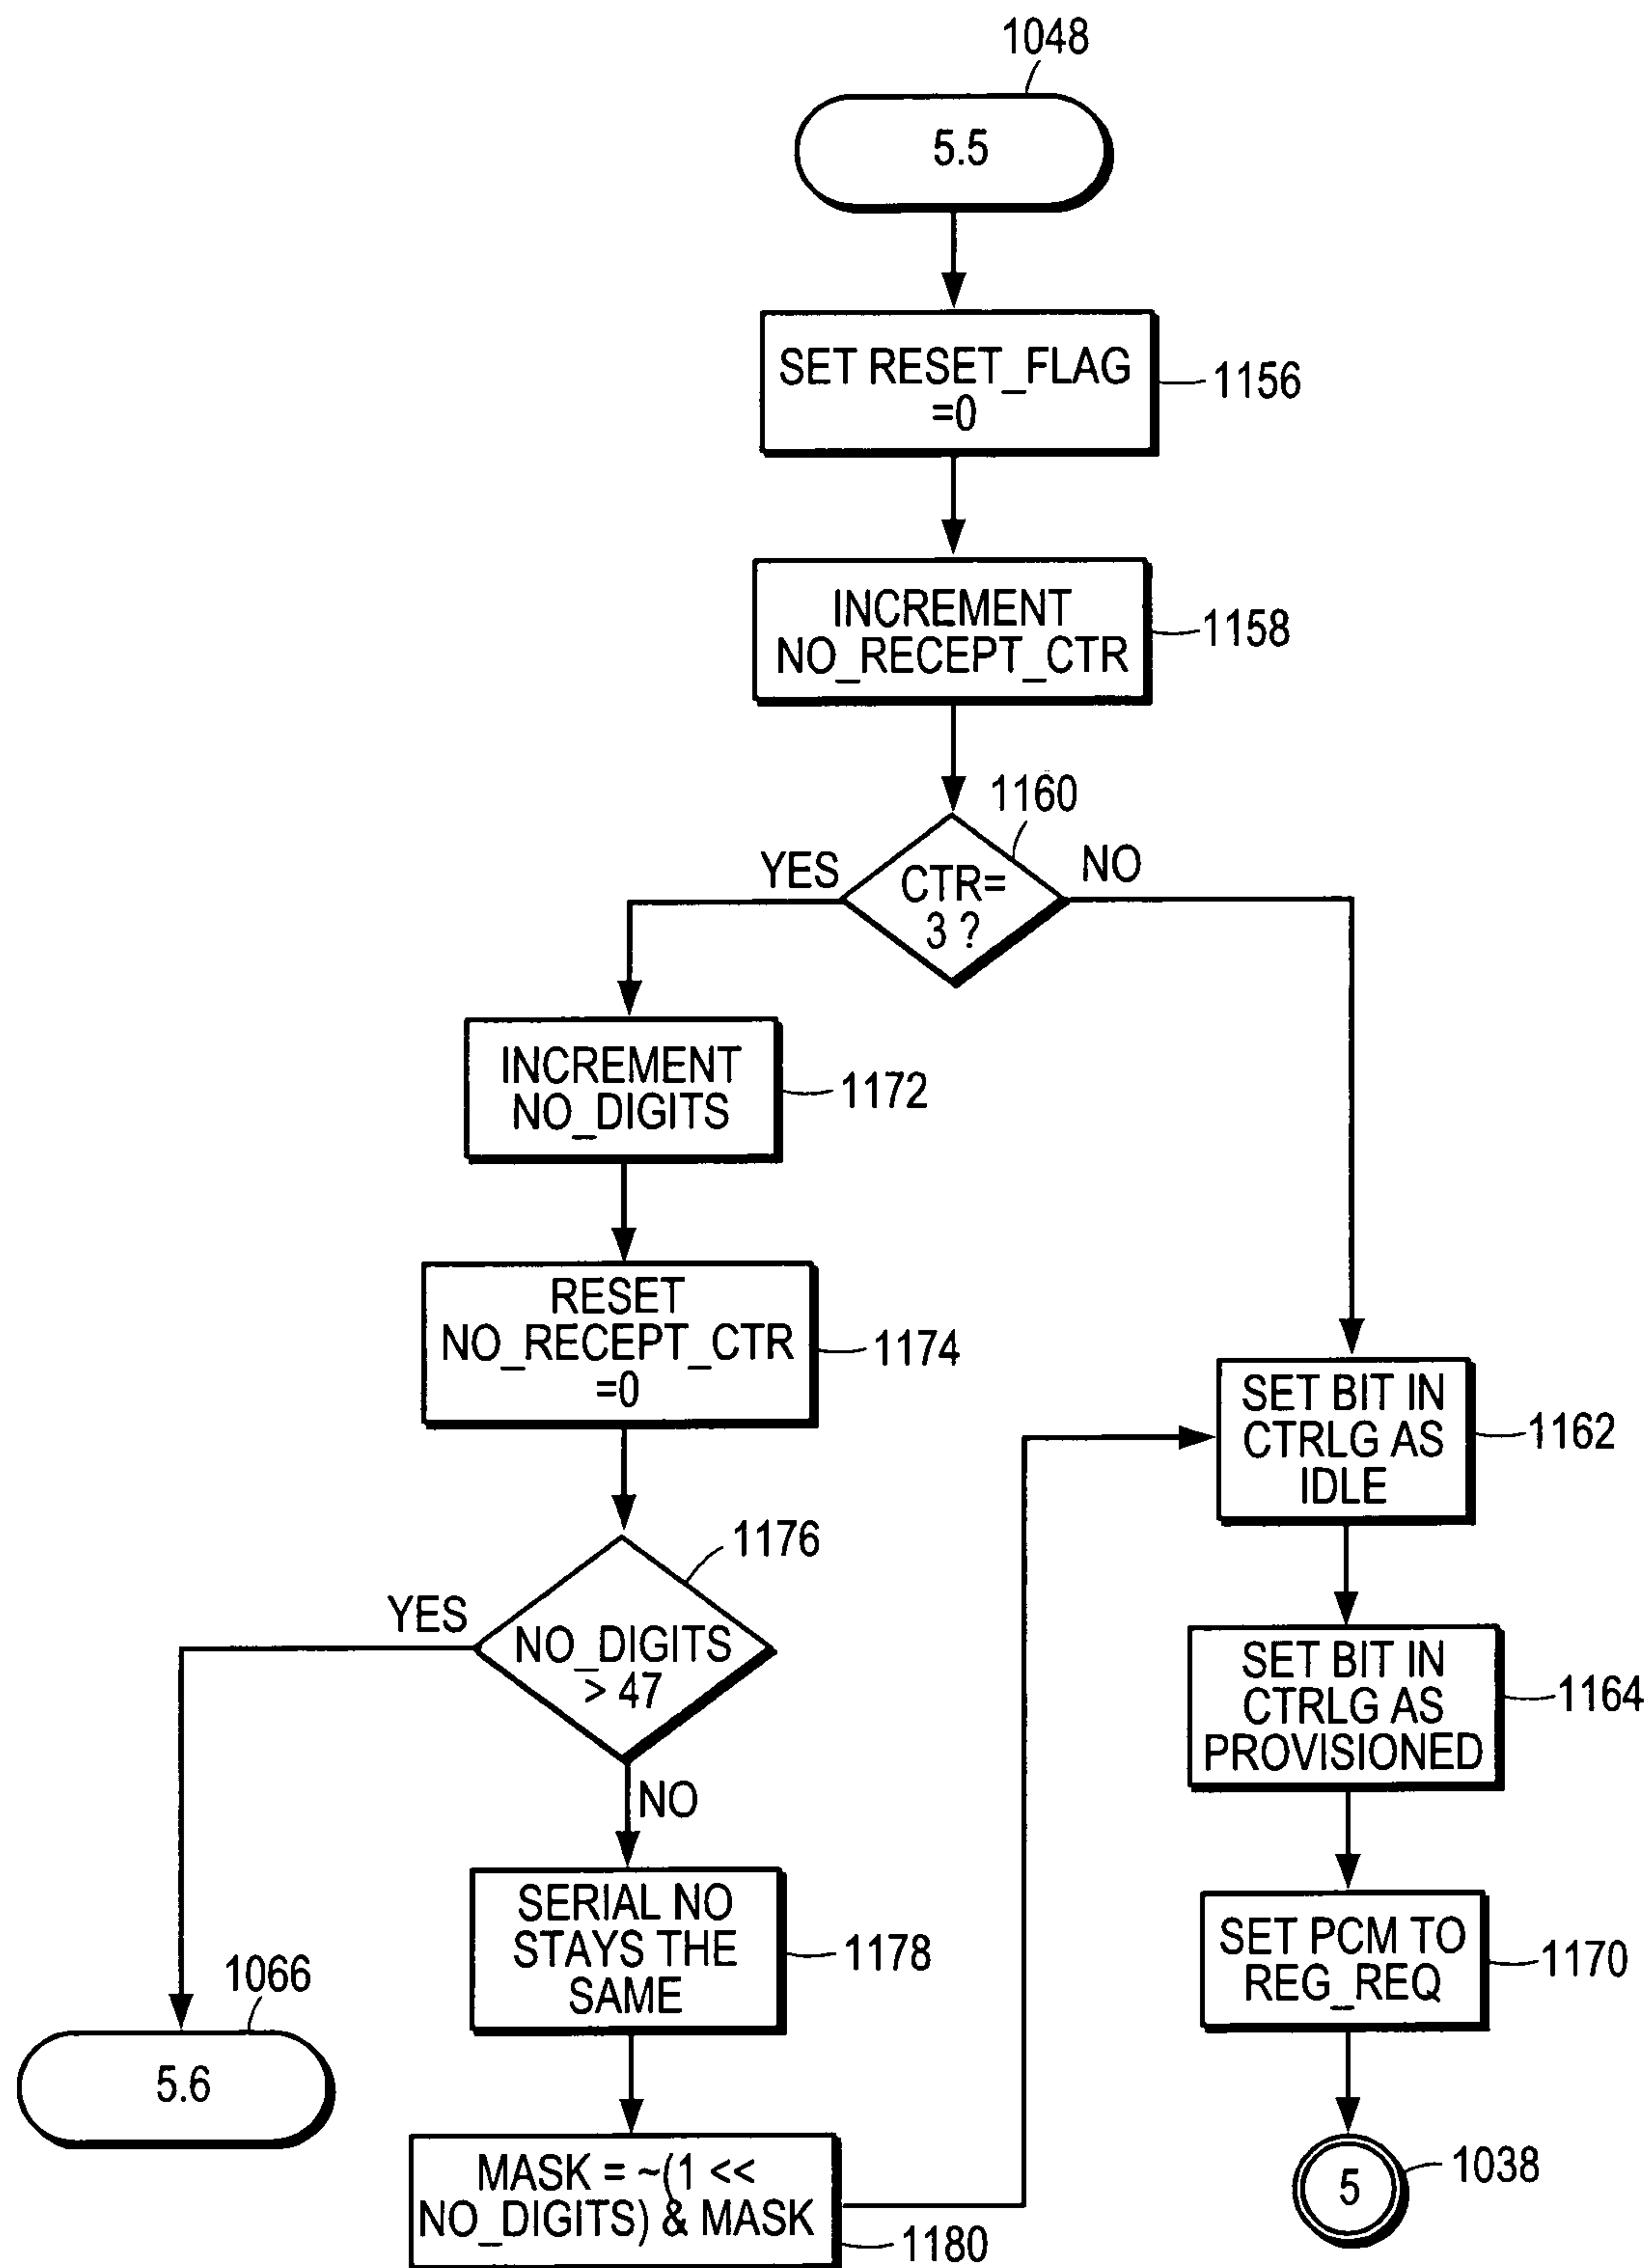 1048
5.5
SET RESET_FLAG
=0
1156
INCREMENT
NO_RECEPT_CTR
1158
1160
YES
CTR=
3 ?
NO
INCREMENT
NO_DIGITS
1172
RESET
NO_RECEPT_CTR
=0
1174
SET BIT IN
CTRLG AS
IDLE
1162
1176
YES
NO_DIGITS
> 47
NO
SET BIT IN
CTRLG AS
PROVISIONED
1164
SERIAL NO
STAYS THE
SAME
1178
SET PCM TO
REG_REQ
1170
1066
5.6
MASK = ~(1 <<
NO_DIGITS) & MASK
1180
5
1038